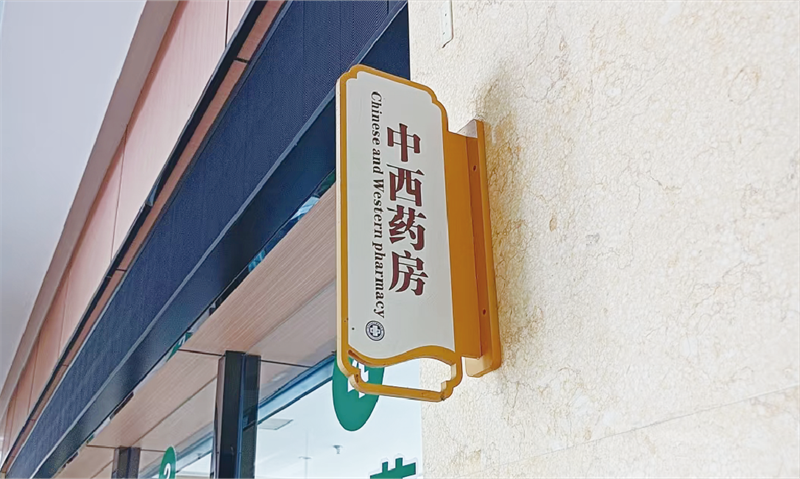 中西药房
Chinese and Western pharmacy